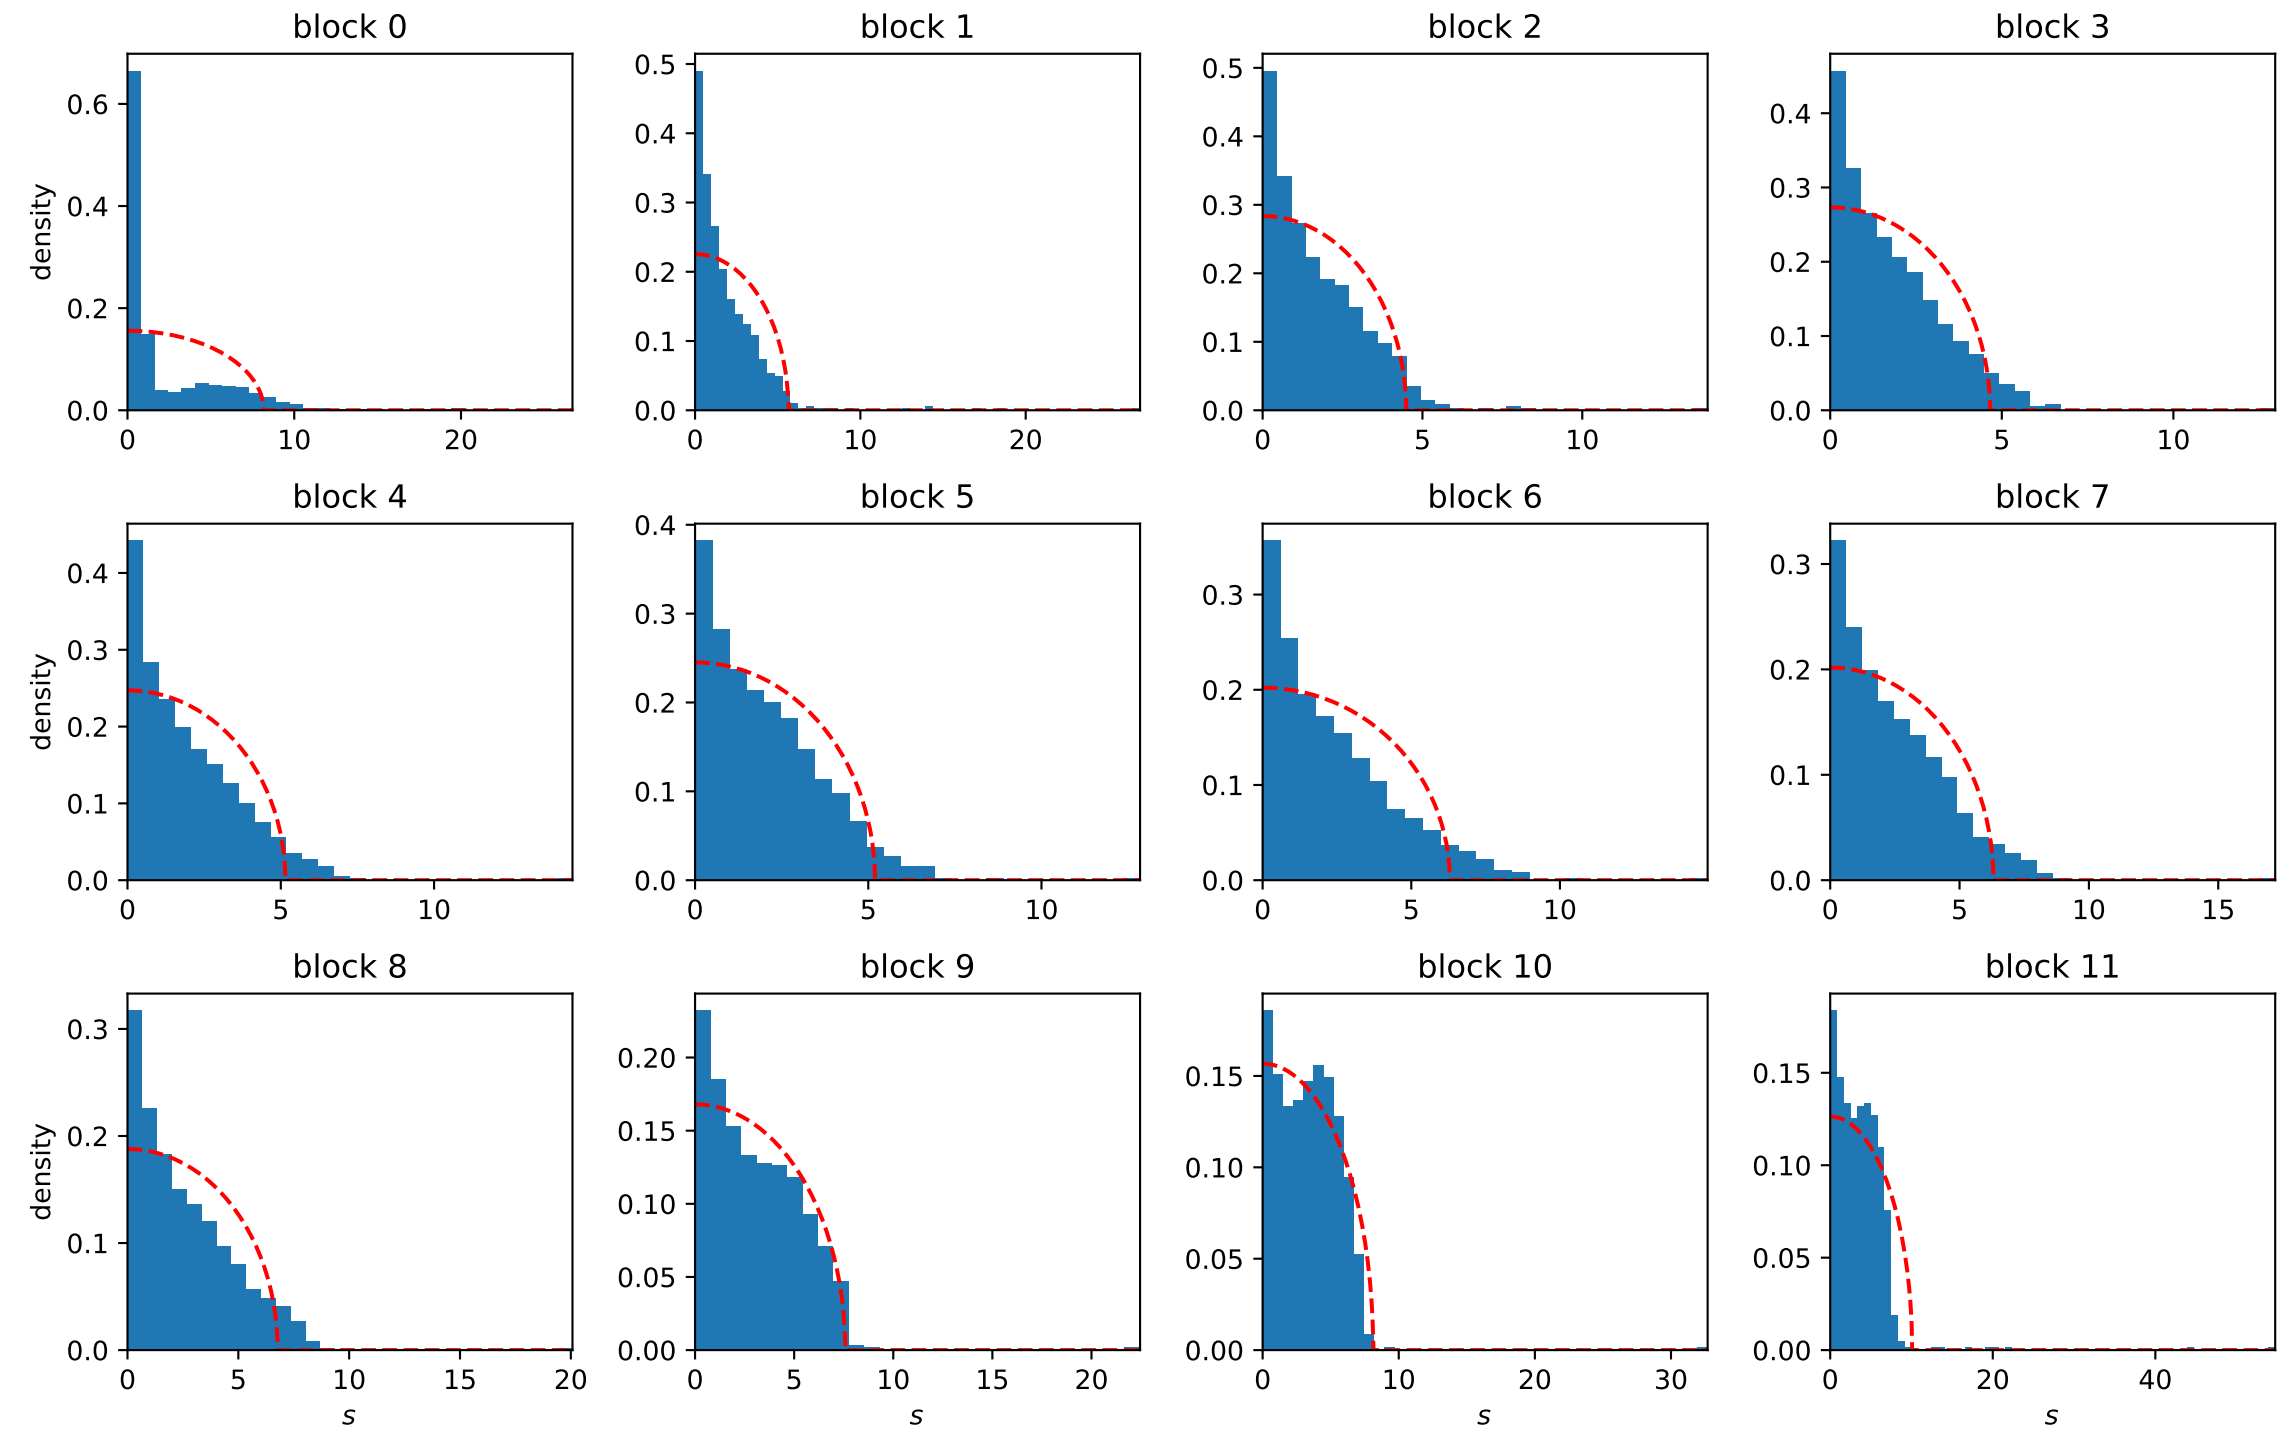 block 0 block 1 block 2 block 3
0.6 0.4 0.2 0.0 density 0 10 20
0.5 0.4 0.3 0.2 0.1 0.0 0 10 20
0.5 0.4 0.3 0.2 0.1 0.0 0 5 10
0.4 0.3 0.2 0.1 0.0 0 5 10
block 4 block 5 block 6 block 7
0.4 0.3 0.2 0.1 0.0 density 0 5 10
0.4 0.3 0.2 0.1 0.0 0 5 10
0.3 0.2 0.1 0.0 0 5 10
0.3 0.2 0.1 0.0 0 5 10 15
block 8 block 9 block 10 block 11
0.3 0.2 0.1 0.0 density 0 5 10 15 20 s
0.20 0.15 0.10 0.05 0.00 0 5 10 15 20 s
0.15 0.10 0.05 0.00 0 10 20 30 s
0.15 0.10 0.05 0.00 0 20 40 s